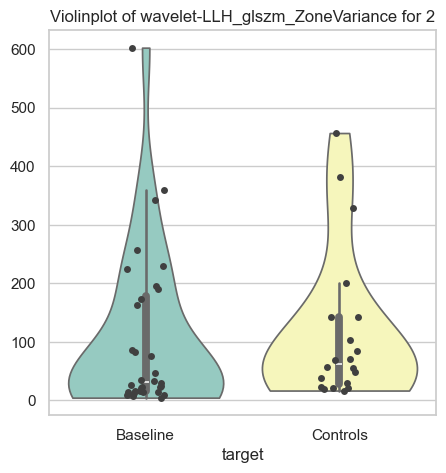 Violinplot of wavelet-LLH_glszm_ZoneVariance for 2
600
500
400
300
200
100
0
Baseline
Controls
target